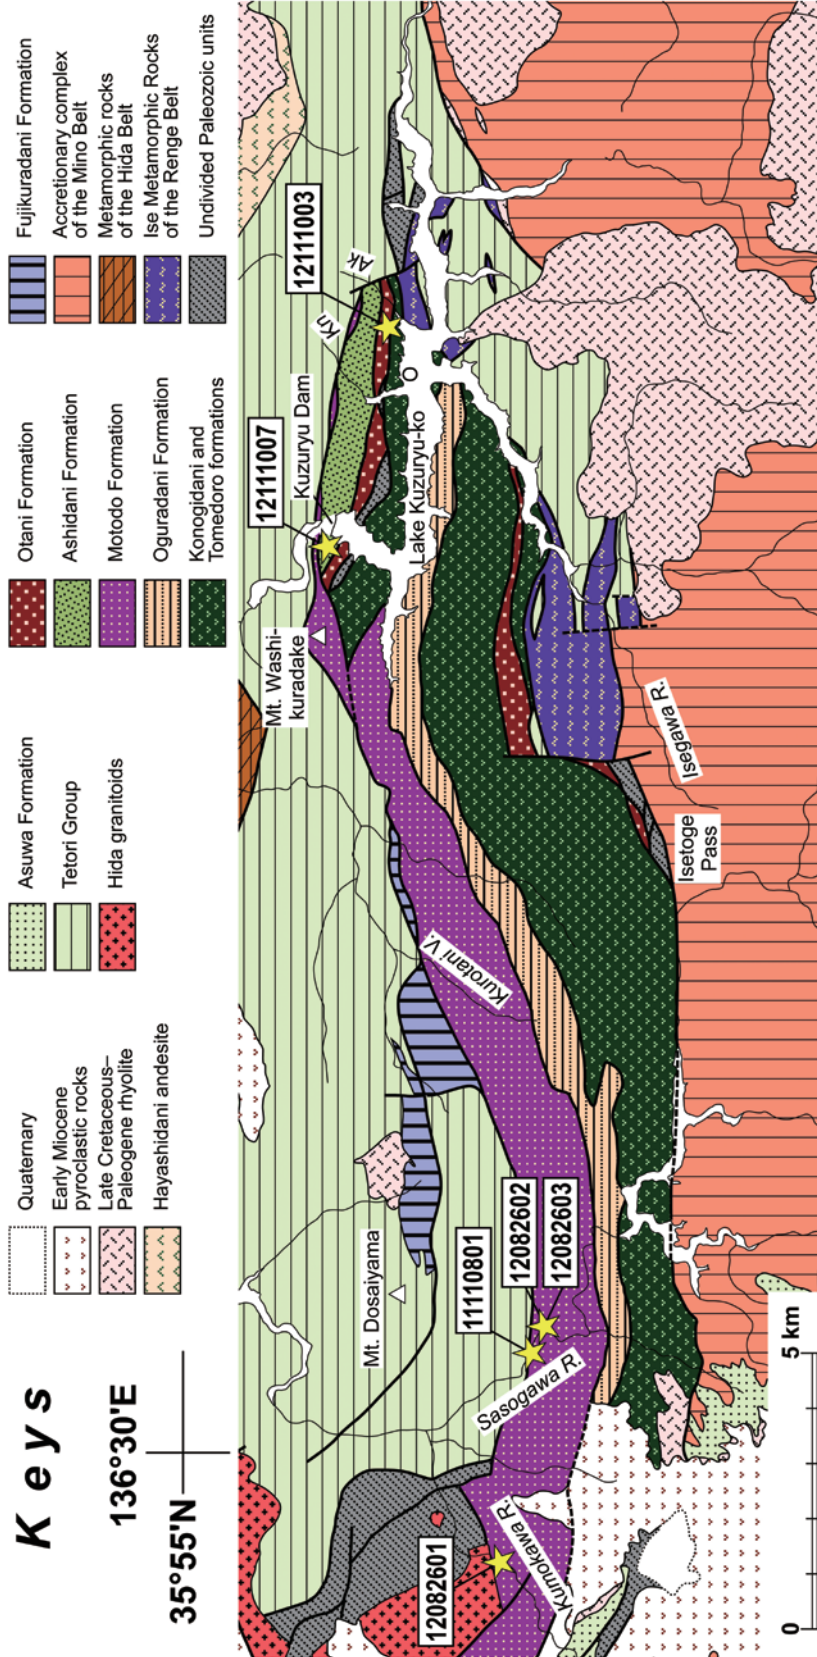 Keys
136°30'E
35°55'N
Quaternary
Early Miocene
pyroclastic rocks
Late Cretaceous–
Paleogene rhyolite
Hayashidani andesite
Asuwa Formation
Tetori Group
Hida granitoids
Otani Formation
Ashidani Formation
Motodo Formation
Oguradani Formation
Konogidani and
Tomedoro formations
Fujikuradani Formation
Accretionary complex
of the Mino Belt
Metamorphic rocks
of the Hida Belt
Ise Metamorphic Rocks
of the Renge Belt
Undivided Paleozoic units
12082601
Kumokawa R.
Sasogawa R.
11110801
12082602
12082603
Mt. Dosaiyama
Kurotani V.
Mt. Washi-
kuradake
12111007
Kuzuryu Dam
Lake Kuzuryu-ko
12111003
Kn
Ak
O
Isetoge
Pass
Isegawa R.
0
5 km